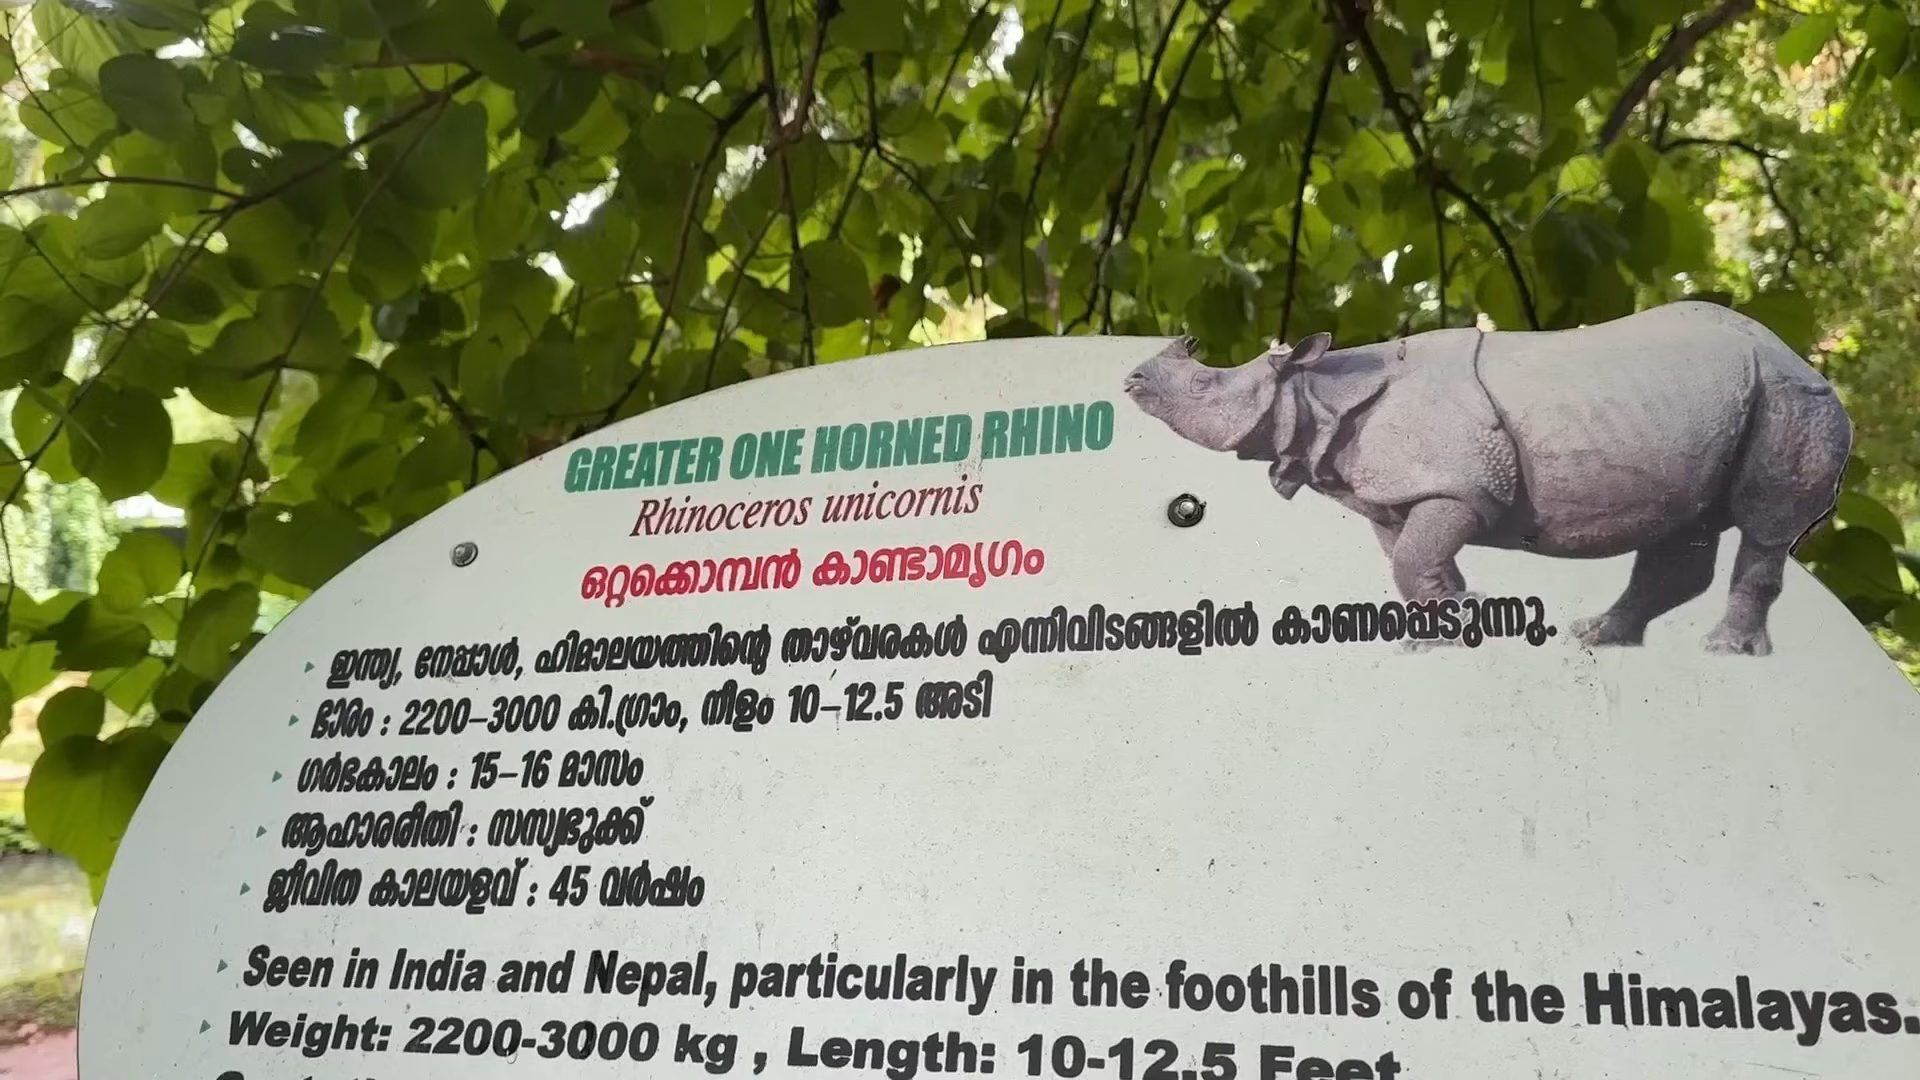 GREATER ONE HORNED RHINO
Rhinoceros unicornis
ഒറ്റക്കൊമ്പൻ കാണ്ടാമൃഗം
ഇന്ത്യ, നേപ്പാൾ, ഹിമാലയത്തിന്റെ താഴ്‌വരകൾ എന്നിവിടങ്ങളിൽ കാണപ്പെടുന്നു.
ഭാരം : 2200–3000 കി.ഗ്രാം, നീളം 10–12.5 അടി
ഗർഭകാലം : 15–16 മാസം
ആഹാരരീതി : സസ്യഭുക്ക്
ജീവിത കാലയളവ് : 45 വർഷം
Seen in India and Nepal, particularly in the foothills of the Himalayas.
Weight: 2200-3000 kg , Length: 10-12.5 Feet